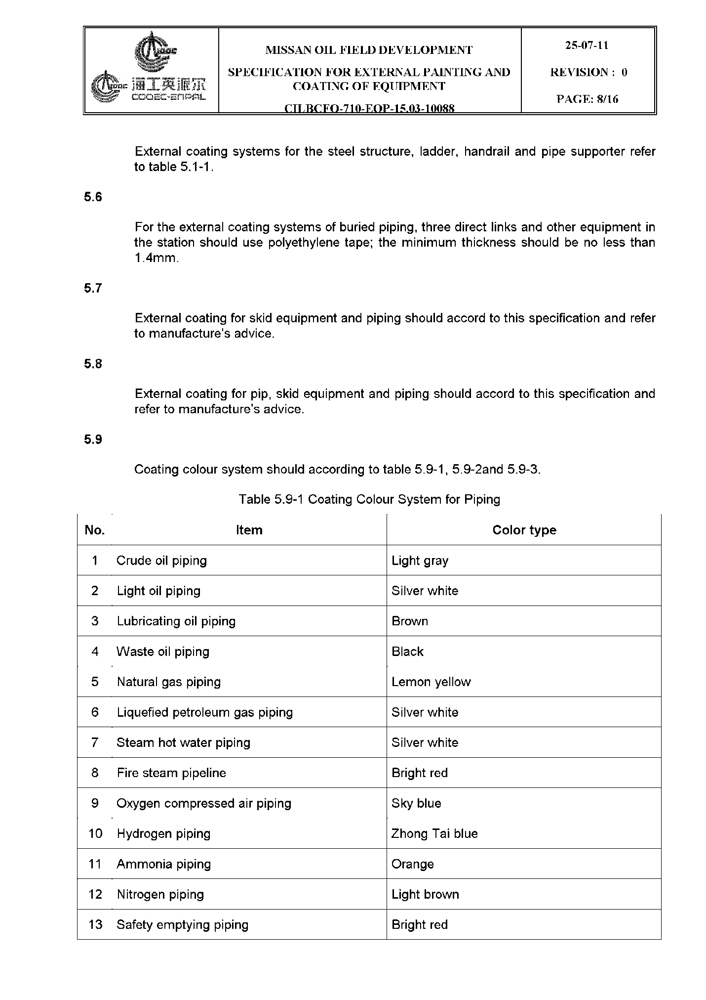 海工英派尔
COOEC-ENPAL
MISSAN OIL FIELD DEVELOPMENT
SPECIFICATION FOR EXTERNAL PAINTING AND
COATING OF EQUIPMENT
CILBCFO-710-EOP-15.03-10088
25-07-11
REVISION : 0
PAGE: 8/16
External coating systems for the steel structure, ladder, handrail and pipe supporter refer
to table 5.1-1.
5.6
For the external coating systems of buried piping, three direct links and other equipment in
the station should use polyethylene tape; the minimum thickness should be no less than
1.4mm.
5.7
External coating for skid equipment and piping should accord to this specification and refer
to manufacture's advice.
5.8
External coating for pip, skid equipment and piping should accord to this specification and
refer to manufacture's advice.
5.9
Coating colour system should according to table 5.9-1, 5.9-2and 5.9-3.
Table 5.9-1 Coating Colour System for Piping
No. Item Color type
1 Crude oil piping Light gray
2 Light oil piping Silver white
3 Lubricating oil piping Brown
4 Waste oil piping Black
5 Natural gas piping Lemon yellow
6 Liquefied petroleum gas piping Silver white
7 Steam hot water piping Silver white
8 Fire steam pipeline Bright red
9 Oxygen compressed air piping Sky blue
10 Hydrogen piping Zhong Tai blue
11 Ammonia piping Orange
12 Nitrogen piping Light brown
13 Safety emptying piping Bright red